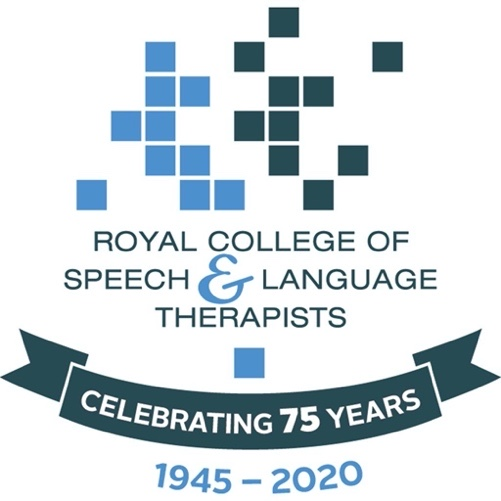 ROYAL COLLEGE OF
SPEECH & LANGUAGE
THERAPISTS
CELEBRATING 75 YEARS
1945 – 2020